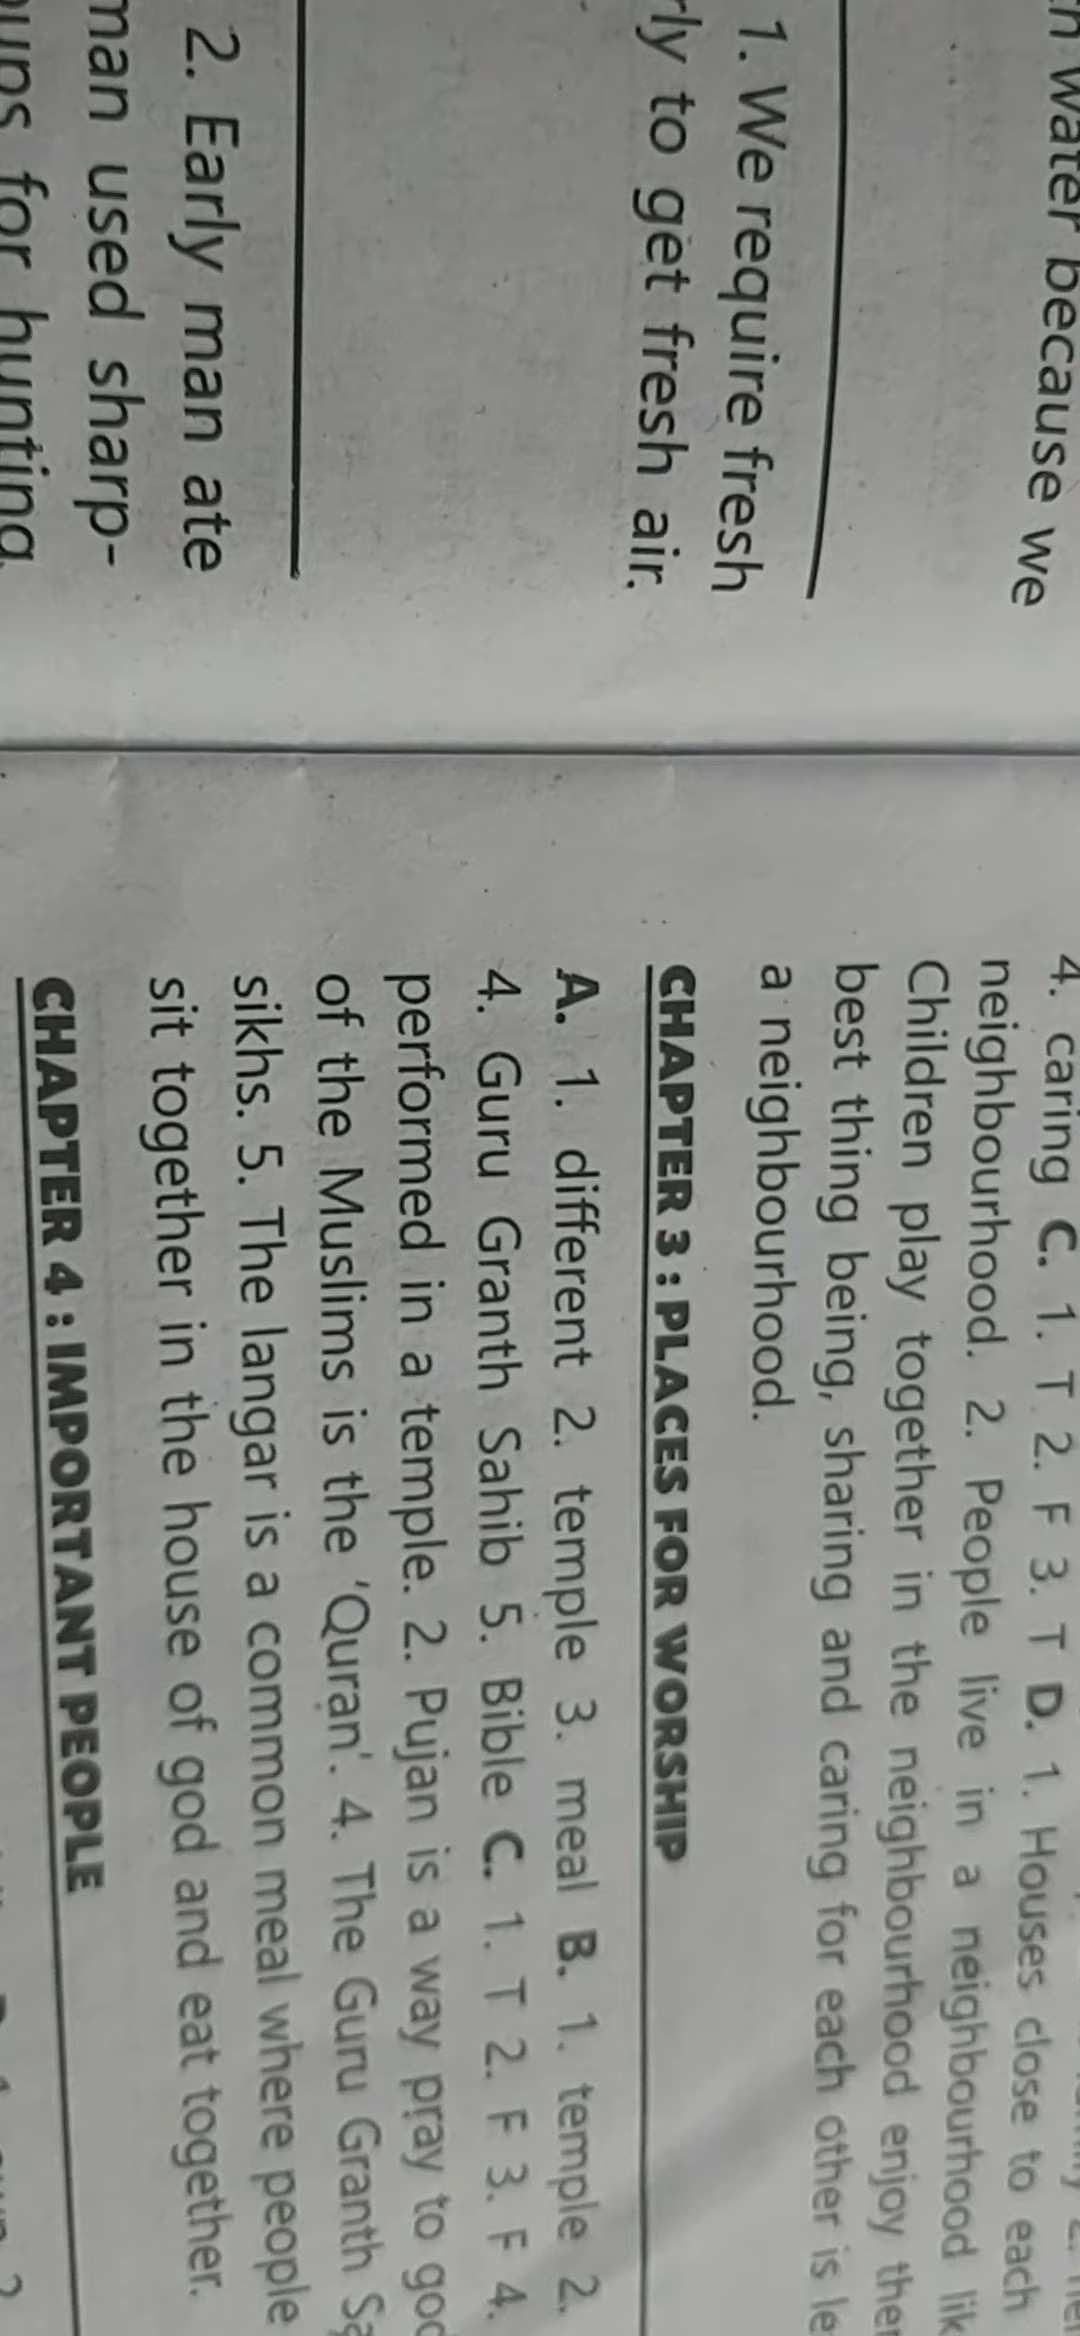 h water because we
1. We require fresh
rly to get fresh air.
2. Early man ate
man used sharp-
for hunting
4. caring C. 1. T 2. F 3. T D. 1. Houses close to each
neighbourhood. 2. People live in a neighbourhood lik
Children play together in the neighbourhood enjoy ther
best thing being, sharing and caring for each other is le
a neighbourhood.
CHAPTER 3 : PLACES FOR WORSHIP
A. 1. different 2. temple 3. meal B. 1. temple 2.
4. Guru Granth Sahib 5. Bible C. 1. T 2. F 3. F 4.
performed in a temple. 2. Pujan is a way pray to god
of the Muslims is the 'Quran'. 4. The Guru Granth Sa
sikhs. 5. The langar is a common meal where people
sit together in the house of god and eat together.
CHAPTER 4 : IMPORTANT PEOPLE